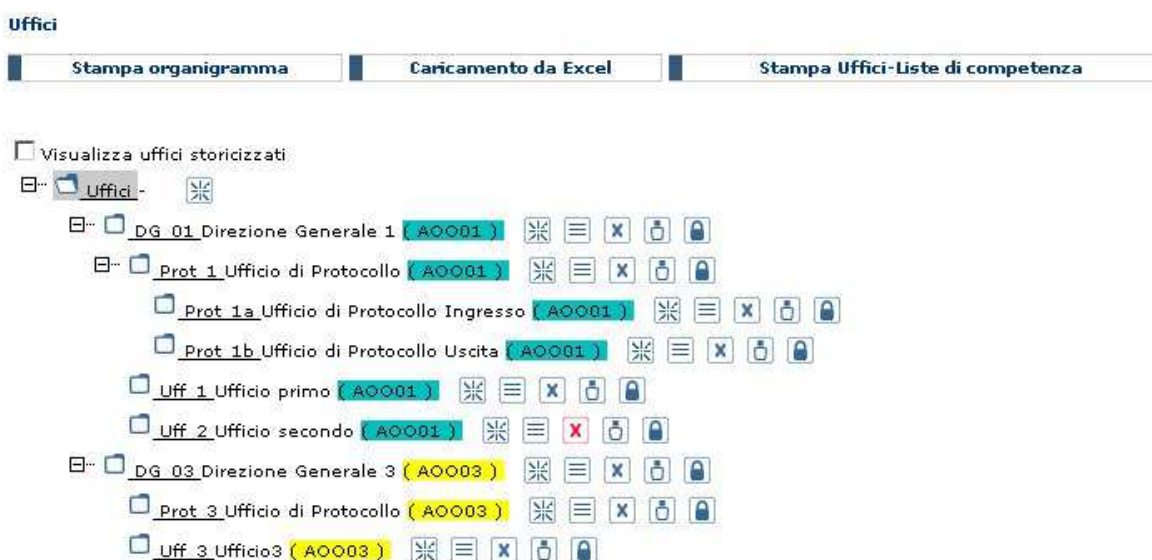 Uffici
Stampa organigramma Caricamento da Excel Stampa Uffici-Liste di competenza
Visualizza uffici storicizzati
Uffici -
DG 01 Direzione Generale 1 ( AOO01 )
Prot 1 Ufficio di Protocollo ( AOO01 )
Prot 1a Ufficio di Protocollo Ingresso ( AOO01 )
Prot 1b Ufficio di Protocollo Uscita ( AOO01 )
Uff 1 Ufficio primo ( AOO01 )
Uff 2 Ufficio secondo ( AOO01 )
DG 03 Direzione Generale 3 ( AOO03 )
Prot 3 Ufficio di Protocollo ( AOO03 )
Uff 3 Ufficio3 ( AOO03 )